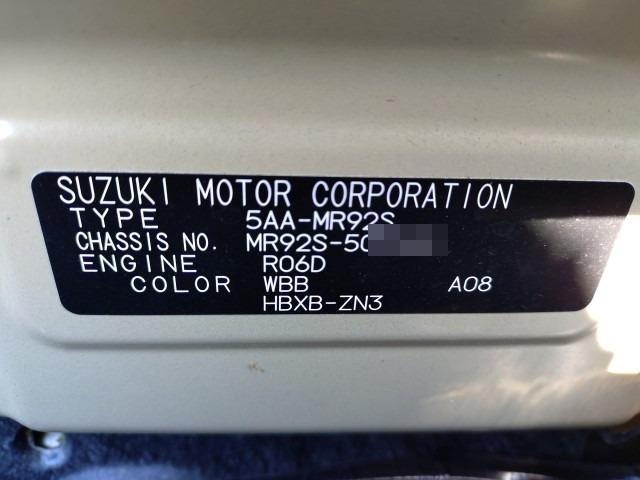 SUZUKI MOTOR CORPORATION
TYPE 5AA-MR92S
CHASSIS NO. MR92S-50
ENGINE R06D
COLOR WBB A08
HBXB-ZN3